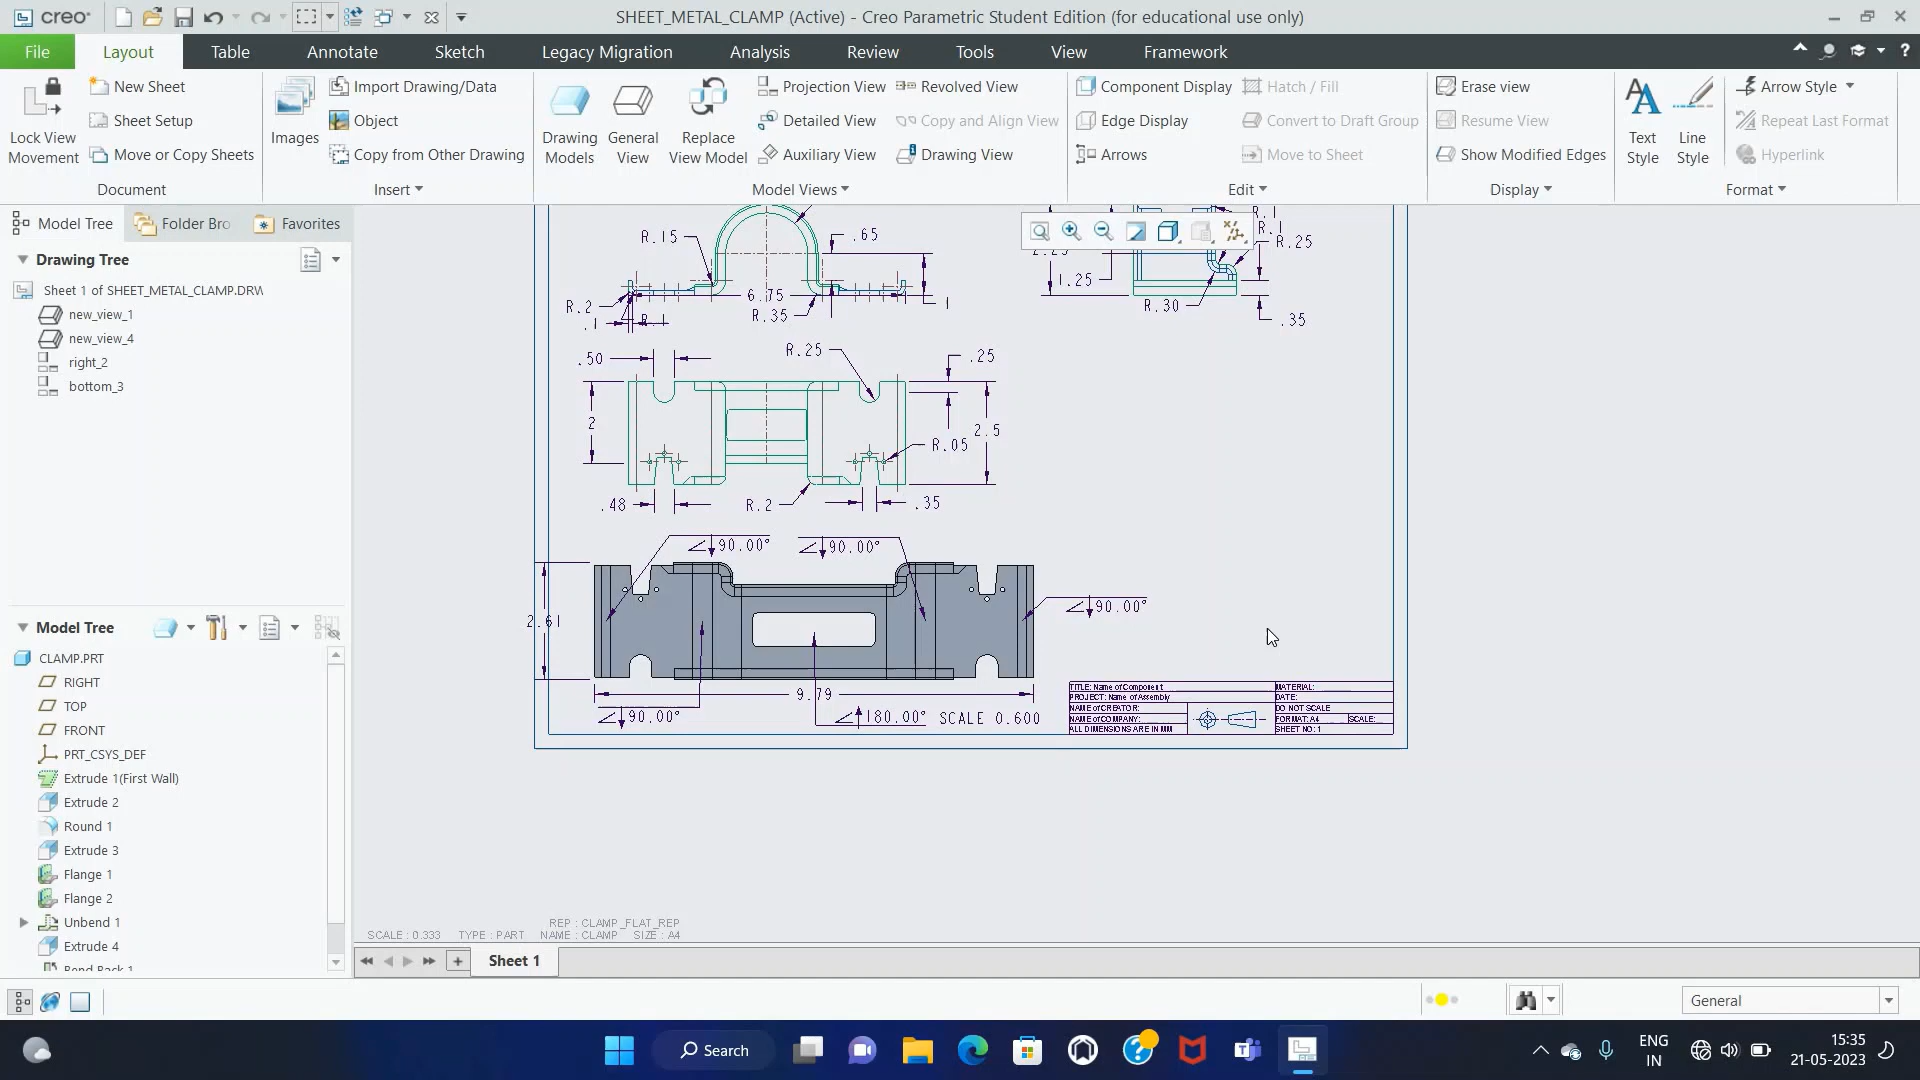 creo
SHEET_METAL_CLAMP (Active) - Creo Parametric Student Edition (for educational use only)
File
Layout
Table
Annotate
Sketch
Legacy Migration
Analysis
Review
Tools
View
Framework
Lock View Movement
New Sheet
Sheet Setup
Move or Copy Sheets
Document
Images
Import Drawing/Data
Object
Copy from Other Drawing
Insert
Drawing Models
General View
Replace View Model
Projection View
Detailed View
Auxiliary View
Revolved View
Copy and Align View
Drawing View
Model Views
Component Display
Edge Display
Arrows
Hatch / Fill
Convert to Draft Group
Move to Sheet
Edit
Erase view
Resume View
Show Modified Edges
Display
Text Style
Line Style
Arrow Style
Repeat Last Format
Hyperlink
Format
Model Tree
Folder Bro
Favorites
Drawing Tree
Sheet 1 of SHEET_METAL_CLAMP.DRW
new_view_1
new_view_4
right_2
bottom_3
Model Tree
CLAMP.PRT
RIGHT
TOP
FRONT
PRT_CSYS_DEF
Extrude 1(First Wall)
Extrude 2
Round 1
Extrude 3
Flange 1
Flange 2
Unbend 1
Extrude 4
Bend Back 1
R.15
.65
R.2
6.75
R.35
.1
R.1
1
R.1
R.1
R.25
1.25
R.30
.35
.50
R.25
.25
2
2.5
R.05
.48
R.2
.35
90.00°
90.00°
90.00°
2.61
9.79
90.00°
180.00°
SCALE 0.600
TITLE: Name of Component
MATERIAL:
PROJECT: Name of Assembly
DATE:
NAME of CREATOR:
DO NOT SCALE
NAME of COMPANY:
FORMAT: A4
SCALE:
ALL DIMENSIONS ARE IN MM
SHEET NO: 1
REP : CLAMP_FLAT_REP
SCALE : 0.333 TYPE : PART NAME : CLAMP SIZE : A4
Sheet 1
General
Search
ENG
IN
15:35
21-05-2023